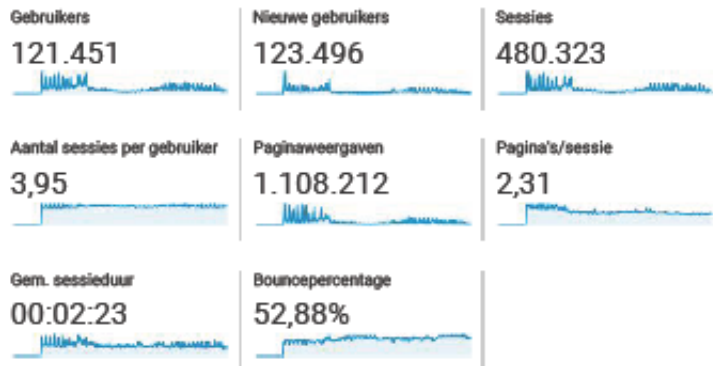 Gebruikers
121.451
Nieuwe gebruikers
123.496
Sessies
480.323
Aantal sessies per gebruiker
3,95
Paginaweergaven
1.108.212
Pagina's/sessie
2,31
Gem. sessieduur
00:02:23
Bouncepercentage
52,88%